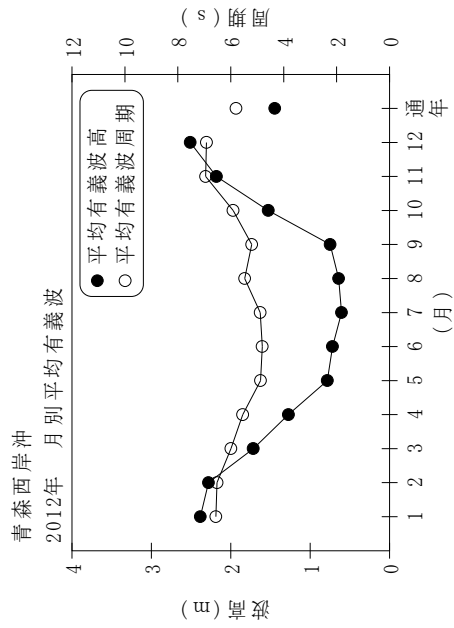 青森西岸沖
2012年 月別平均有義波
平均有義波高
平均有義波周期
波高(m)
4
3
2
1
0
周期(s)
12
10
8
6
4
2
0
1 2 3 4 5 6 7 8 9 10 11 12 通年
(月)